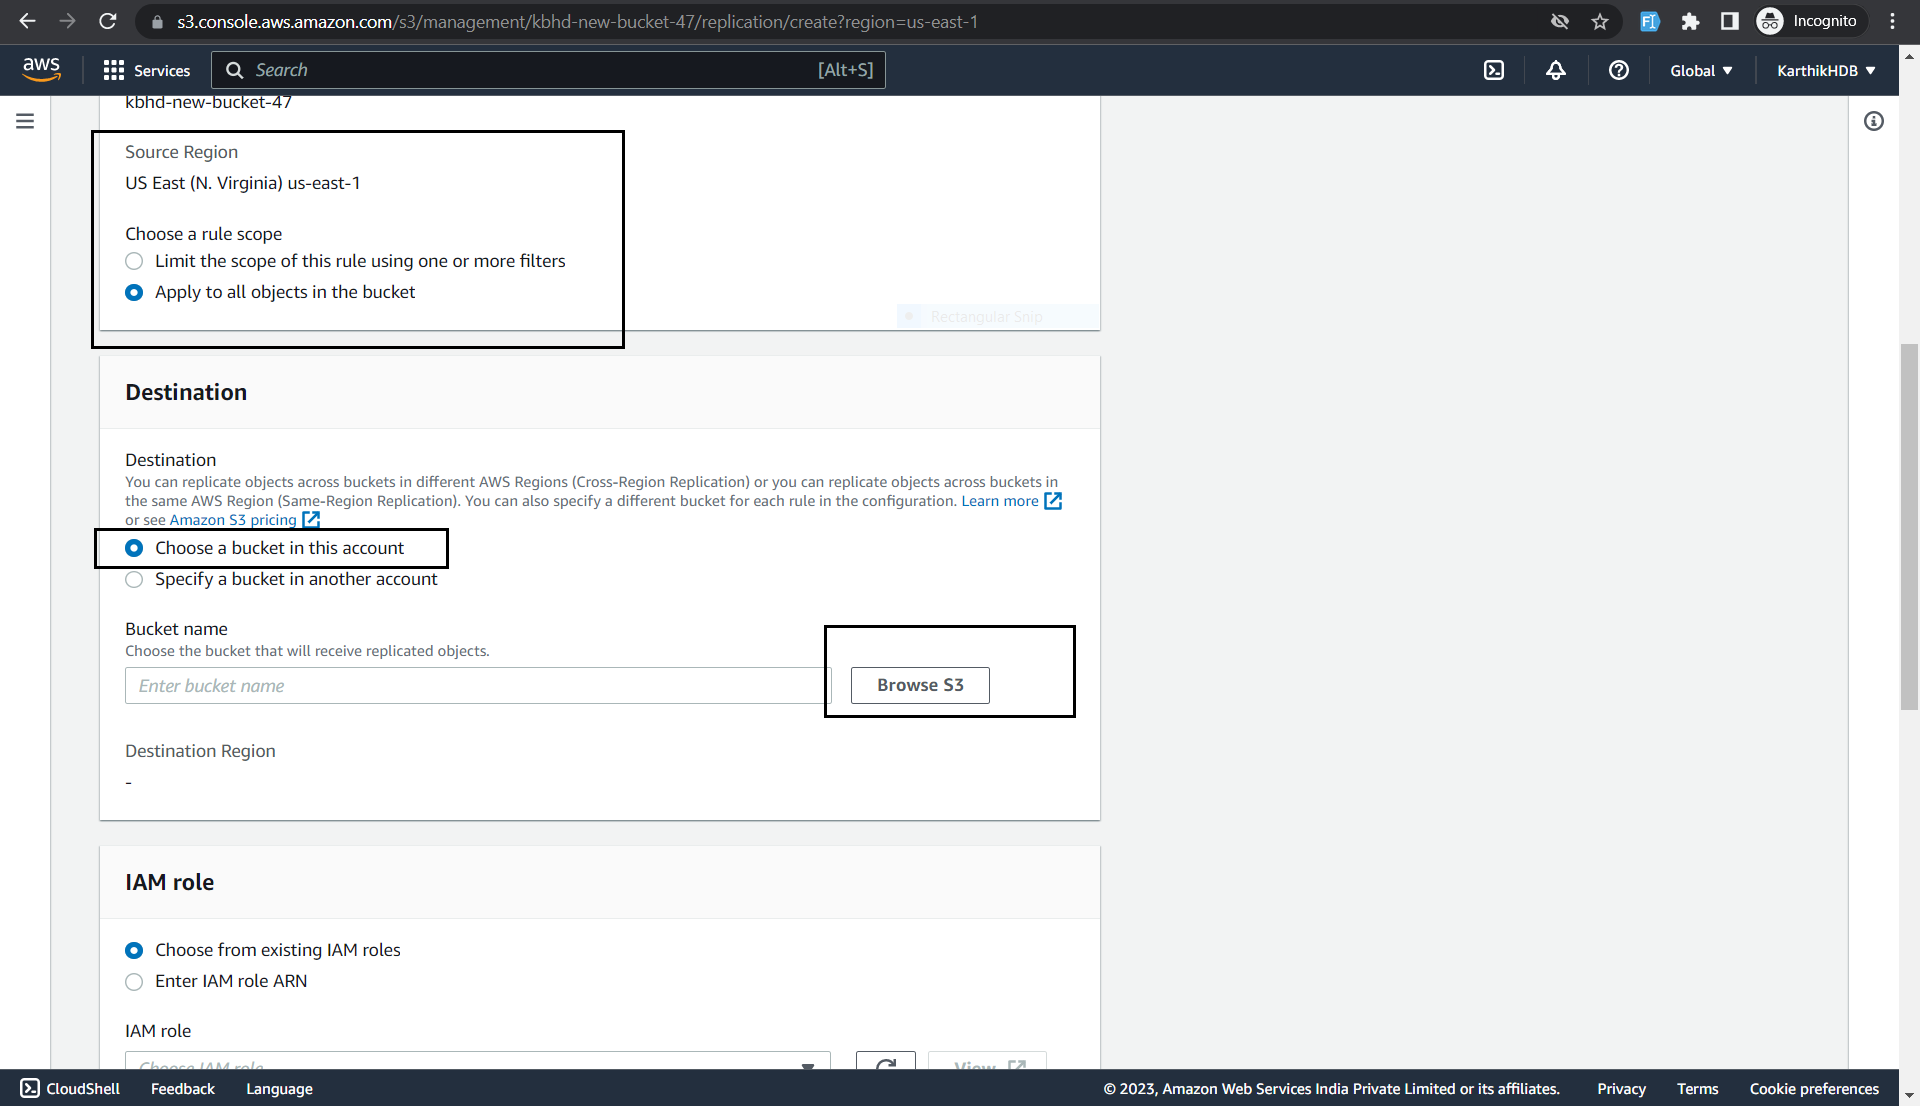 s3.console.aws.amazon.com/s3/management/kbhd-new-bucket-47/replication/create?region=us-east-1
Incognito
aws
Services
Search
[Alt+S]
Global
KarthikHDB
kbhd-new-bucket-47
Source Region
US East (N. Virginia) us-east-1
Choose a rule scope
Limit the scope of this rule using one or more filters
Apply to all objects in the bucket
Rectangular Snip
Destination
Destination
You can replicate objects across buckets in different AWS Regions (Cross-Region Replication) or you can replicate objects across buckets in
the same AWS Region (Same-Region Replication). You can also specify a different bucket for each rule in the configuration. Learn more
or see Amazon S3 pricing
Choose a bucket in this account
Specify a bucket in another account
Bucket name
Choose the bucket that will receive replicated objects.
Enter bucket name
Browse S3
Destination Region
-
IAM role
Choose from existing IAM roles
Enter IAM role ARN
IAM role
Choose IAM role
View
CloudShell
Feedback
Language
© 2023, Amazon Web Services India Private Limited or its affiliates.
Privacy
Terms
Cookie preferences